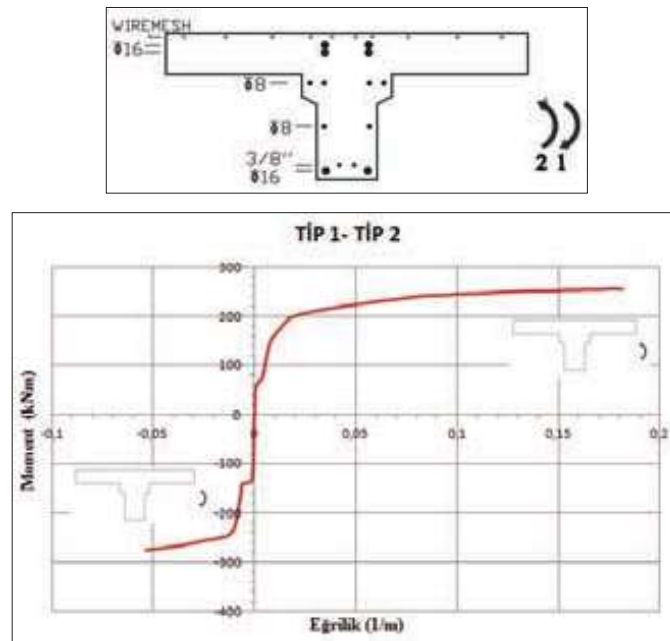 WIREMESH
Φ16
Φ8
Φ8
3/8"
Φ16
2 1
TİP 1- TİP 2
300
200
100
0
-100
-200
-300
-400
-0.1
-0.05
0
0,05
0,1
0,15
0,2
Moment (kNm)
Eğrilik (1/m)